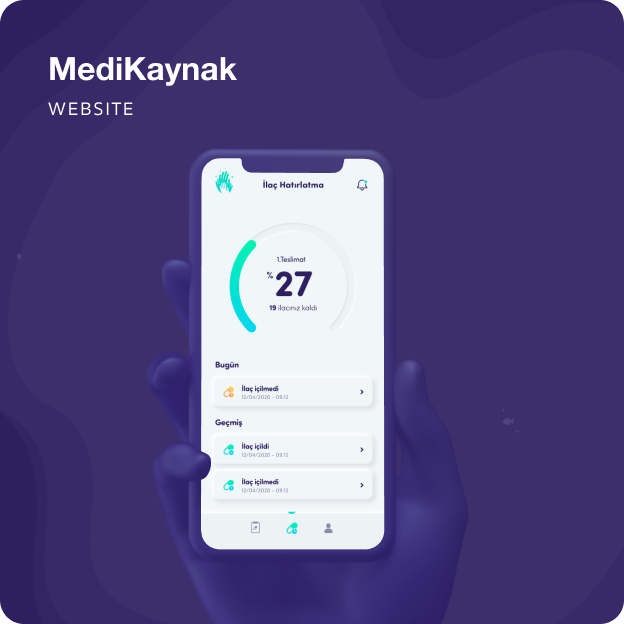 MediKaynak
WEBSITE
İlaç Hatırlatma
1.Teslimat
%27
19 ilacınız kaldı
Bugün
İlaç içilmedi
12/04/2020 - 09:12
Geçmiş
İlaç içildi
12/04/2020 - 09:12
İlaç içilmedi
12/04/2020 - 09:12